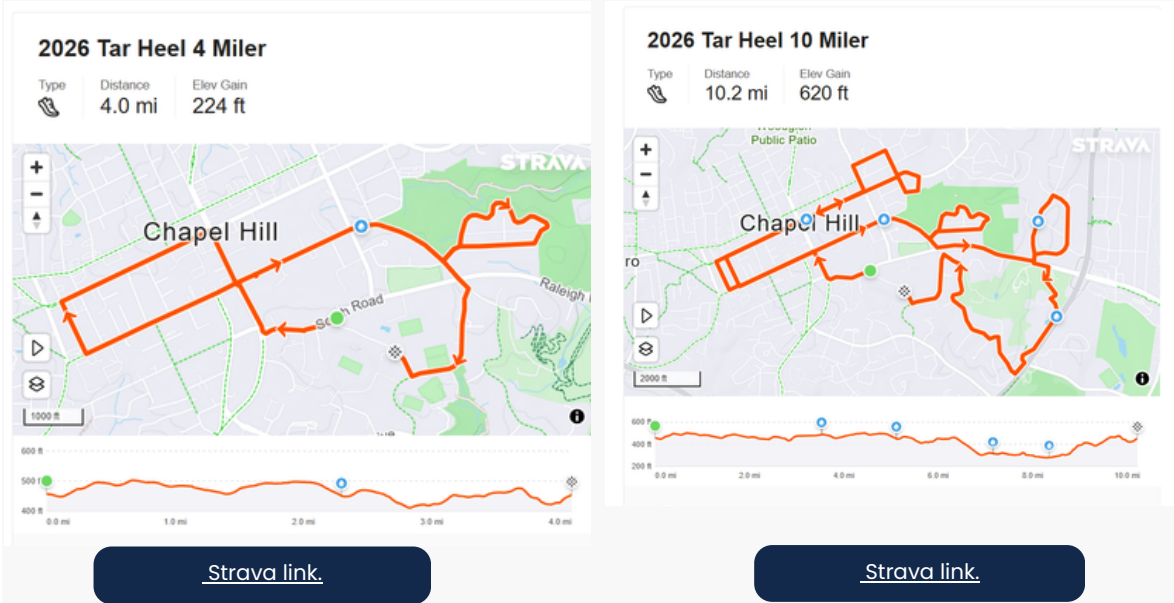 2026 Tar Heel 4 Miler
Type Distance Elev Gain
4.0 mi 224 ft
STRAVA
Chapel Hill
South Road
Raleigh
1000 ft
600 ft
500 ft
400 ft
0.0 mi 1.0 mi 2.0 mi 3.0 mi 4.0 mi
Strava link.
2026 Tar Heel 10 Miler
Type Distance Elev Gain
10.2 mi 620 ft
Public Patio
STRAVA
Chapel Hill
ro
2000 ft
600 ft
400 ft
200 ft
0.0 mi 2.0 mi 4.0 mi 6.0 mi 8.0 mi 10.0 mi
Strava link.